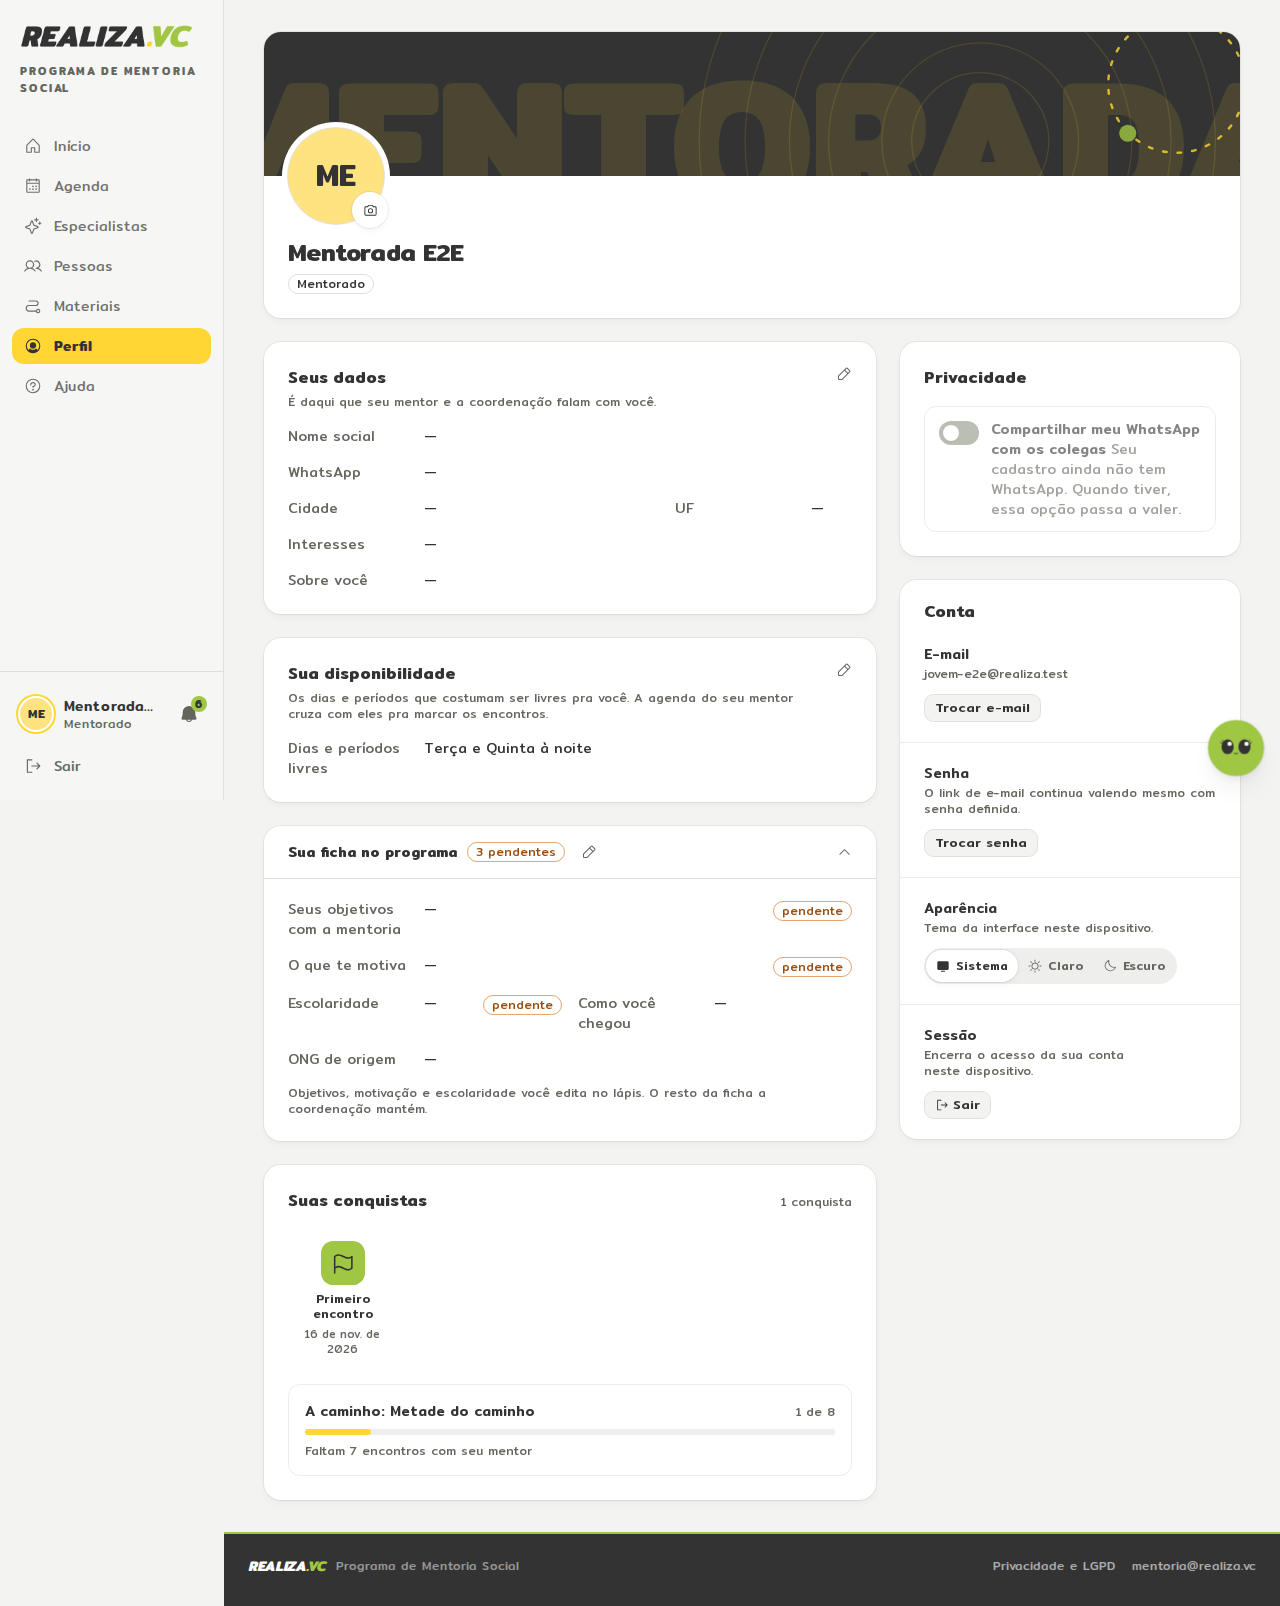 REALIZA.VC
PROGRAMA DE MENTORIA
SOCIAL
Início
Agenda
Especialistas
Pessoas
Materiais
Perfil
Ajuda
ME
Mentorada...
Mentorado
6
Sair
MENTORADA
ME
Mentorada E2E
Mentorado
Seus dados
É daqui que seu mentor e a coordenação falam com você.
Nome social —
WhatsApp —
Cidade — UF —
Interesses —
Sobre você —
Sua disponibilidade
Os dias e períodos que costumam ser livres pra você. A agenda do seu mentor
cruza com eles pra marcar os encontros.
Dias e períodos Terça e Quinta à noite
livres
Sua ficha no programa 3 pendentes
Seus objetivos — pendente
com a mentoria
O que te motiva — pendente
Escolaridade — pendente Como você —
chegou
ONG de origem —
Objetivos, motivação e escolaridade você edita no lápis. O resto da ficha a
coordenação mantém.
Suas conquistas 1 conquista
Primeiro
encontro
16 de nov. de
2026
A caminho: Metade do caminho 1 de 8
Faltam 7 encontros com seu mentor
Privacidade
Compartilhar meu WhatsApp
com os colegas Seu
cadastro ainda não tem
WhatsApp. Quando tiver,
essa opção passa a valer.
Conta
E-mail
jovem-e2e@realiza.test
Trocar e-mail
Senha
O link de e-mail continua valendo mesmo com
senha definida.
Trocar senha
Aparência
Tema da interface neste dispositivo.
Sistema Claro Escuro
Sessão
Encerra o acesso da sua conta
neste dispositivo.
Sair
REALIZA.VC Programa de Mentoria Social Privacidade e LGPD mentoria@realiza.vc